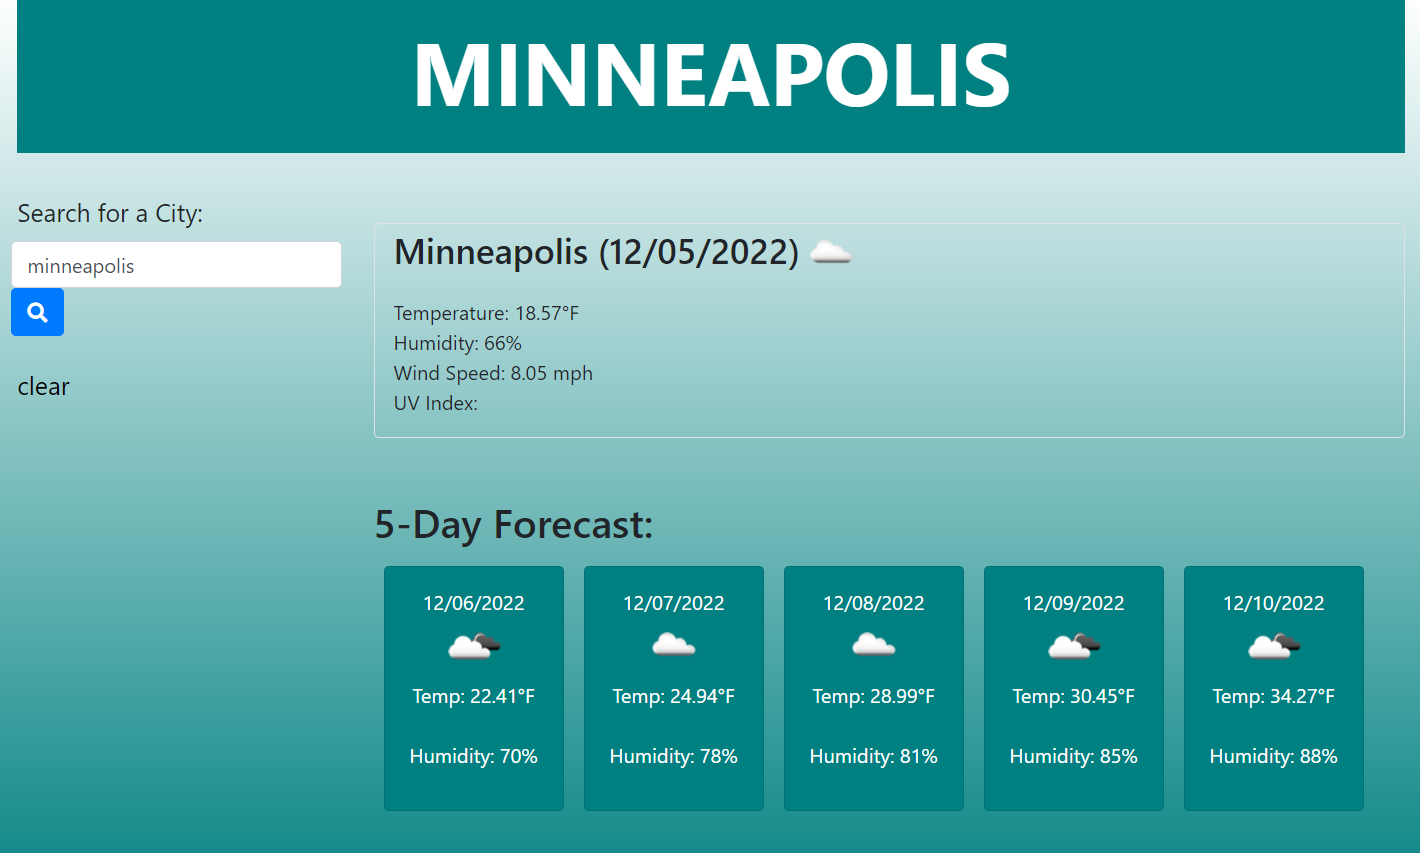 MINNEAPOLIS
Search for a City:
minneapolis
clear
Minneapolis (12/05/2022)
Temperature: 18.57°F
Humidity: 66%
Wind Speed: 8.05 mph
UV Index:
5-Day Forecast:
12/06/2022
Temp: 22.41°F
Humidity: 70%
12/07/2022
Temp: 24.94°F
Humidity: 78%
12/08/2022
Temp: 28.99°F
Humidity: 81%
12/09/2022
Temp: 30.45°F
Humidity: 85%
12/10/2022
Temp: 34.27°F
Humidity: 88%